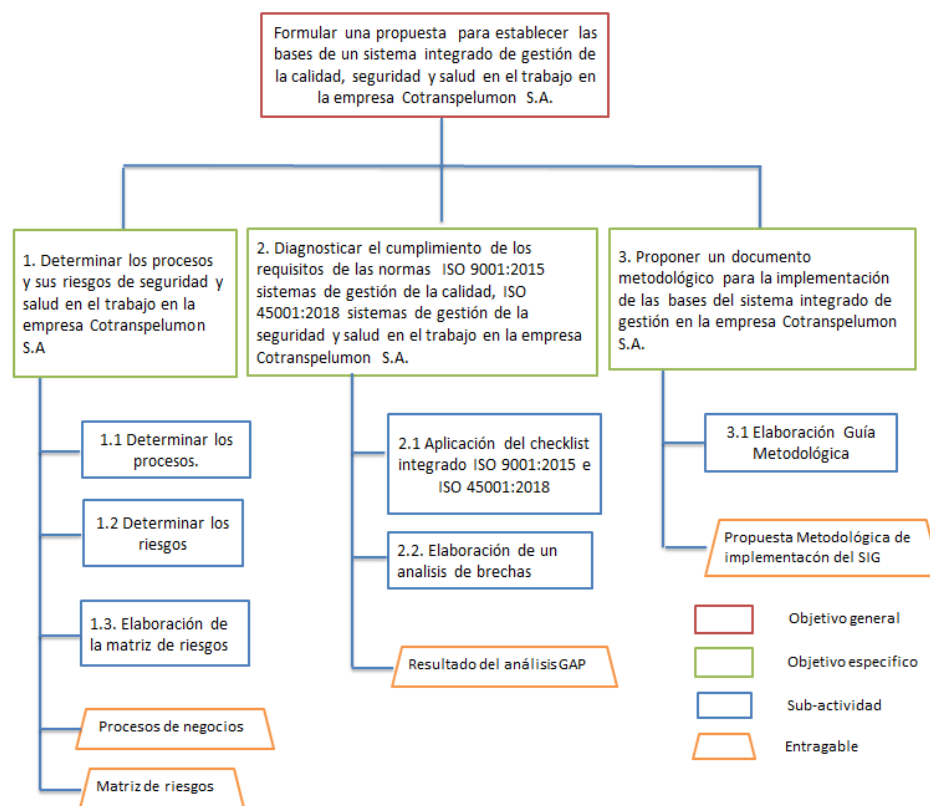 Formular una propuesta para establecer las
bases de un sistema integrado de gestión de
la calidad, seguridad y salud en el trabajo en
la empresa Cotranspelumon S.A.
1. Determinar los procesos
y sus riesgos de seguridad y
salud en el trabajo en la
empresa Cotranspelumon
S.A
2. Diagnosticar el cumplimiento de los
requisitos de las normas ISO 9001:2015
sistemas de gestión de la calidad, ISO
45001:2018 sistemas de gestión de la
seguridad y salud en el trabajo en la empresa
Cotranspelumon S.A.
3. Proponer un documento
metodológico para la implementación
de las bases del sistema integrado de
gestión en la empresa Cotranspelumon
S.A.
1.1 Determinar los
procesos.
1.2 Determinar los
riesgos
1.3. Elaboración de
la matriz de riesgos
Procesos de negocios
Matriz de riesgos
2.1 Aplicación del checklist
integrado ISO 9001:2015 e
ISO 45001:2018
2.2. Elaboración de un
analisis de brechas
Resultado del análisis GAP
3.1 Elaboración Guía
Metodológica
Propuesta Metodológica de
implementacón del SIG
Objetivo general
Objetivo especifico
Sub-actividad
Entragable